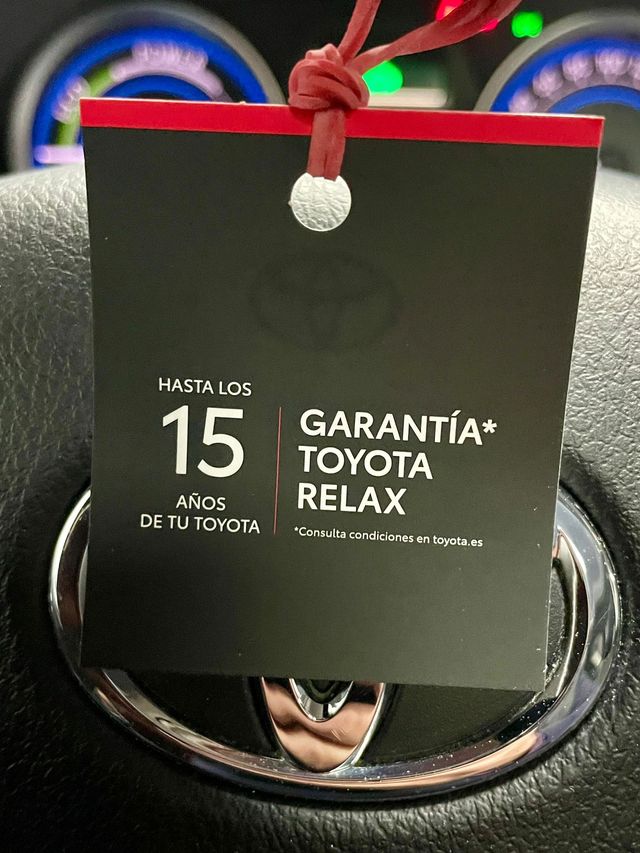 HASTA LOS
15
AÑOS
DE TU TOYOTA
GARANTÍA*
TOYOTA
RELAX
*Consulta condiciones en toyota.es